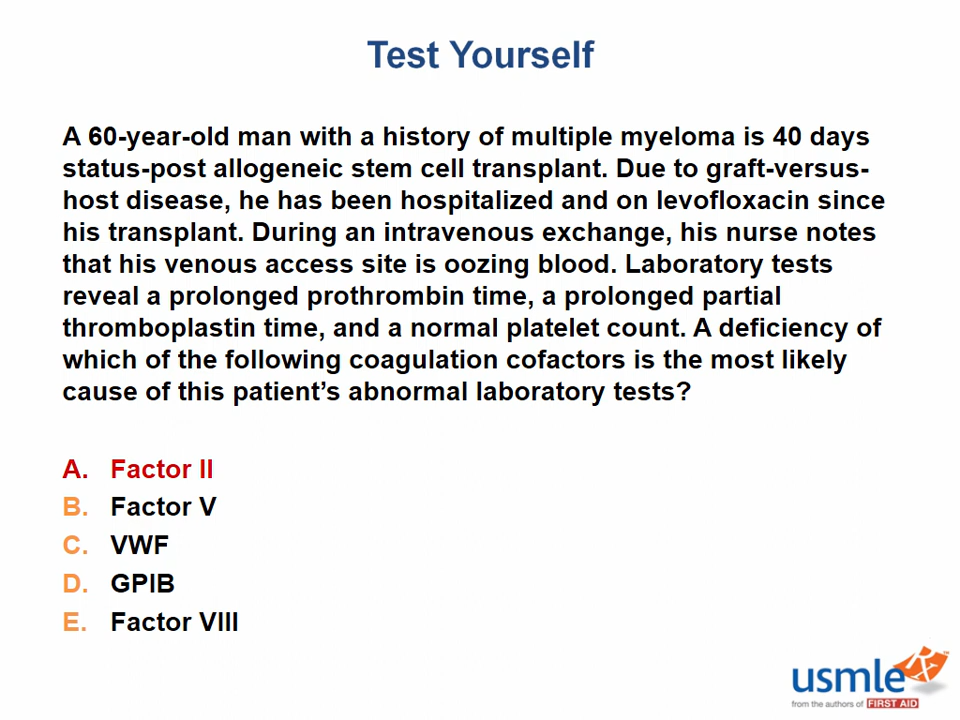 Test Yourself
A 60-year-old man with a history of multiple myeloma is 40 days
status-post allogeneic stem cell transplant. Due to graft-versus-
host disease, he has been hospitalized and on levofloxacin since
his transplant. During an intravenous exchange, his nurse notes
that his venous access site is oozing blood. Laboratory tests
reveal a prolonged prothrombin time, a prolonged partial
thromboplastin time, and a normal platelet count. A deficiency of
which of the following coagulation cofactors is the most likely
cause of this patient's abnormal laboratory tests?
A. Factor II
B. Factor V
C. VWF
D. GPIB
E. Factor VIII
usmle Rx™
from the authors of FIRST AID